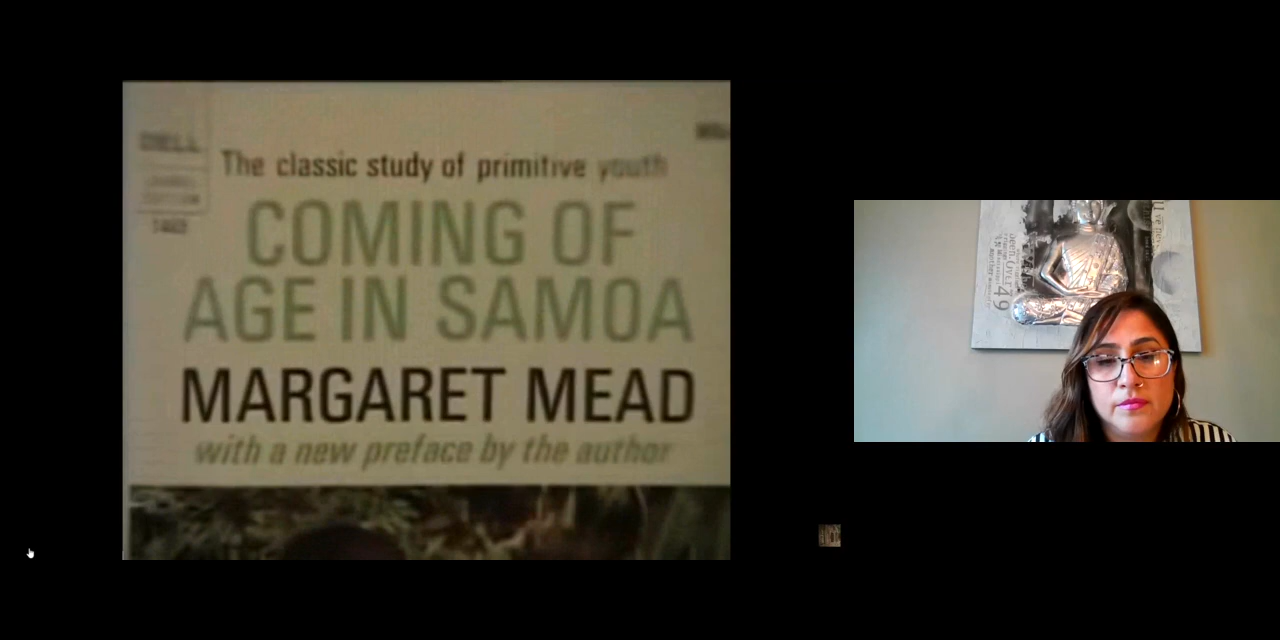 DELL
The classic study of primitive youth
COMING OF
AGE IN SAMOA
MARGARET MEAD
with a new preface by the author
49